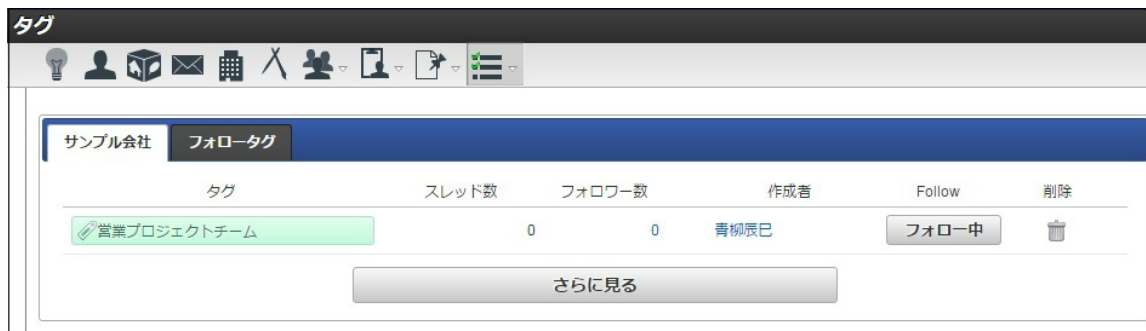 タグ
サンプル会社 フォロータグ
タグ スレッド数 フォロワー数 作成者 Follow 削除
営業プロジェクトチーム 0 0 青柳辰巳 フォロー中
さらに見る